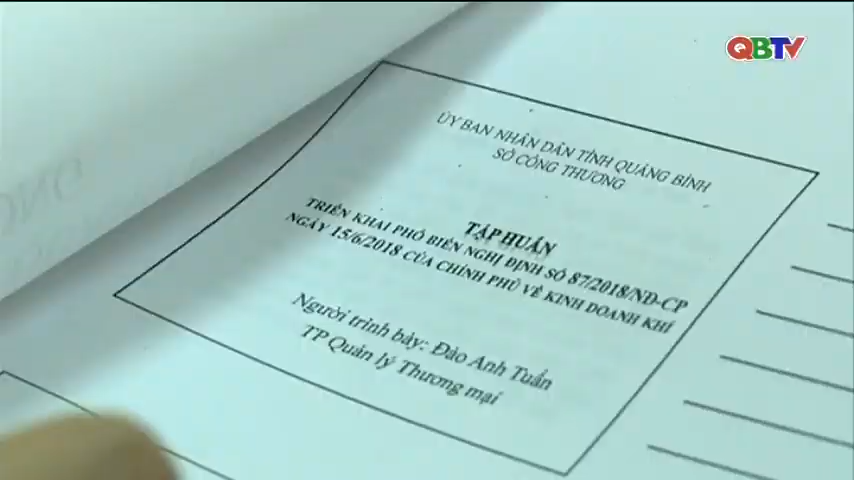 QBTV
ỦY BAN NHÂN DÂN TỈNH QUẢNG BÌNH
SỞ CÔNG THƯƠNG
TẬP HUẤN
TRIỂN KHAI PHỔ BIẾN NGHỊ ĐỊNH SỐ 87/2018/NĐ-CP
NGÀY 15/6/2018 CỦA CHÍNH PHỦ VỀ KINH DOANH KHÍ
Người trình bày: Đào Anh Tuấn
TP Quản lý Thương mại